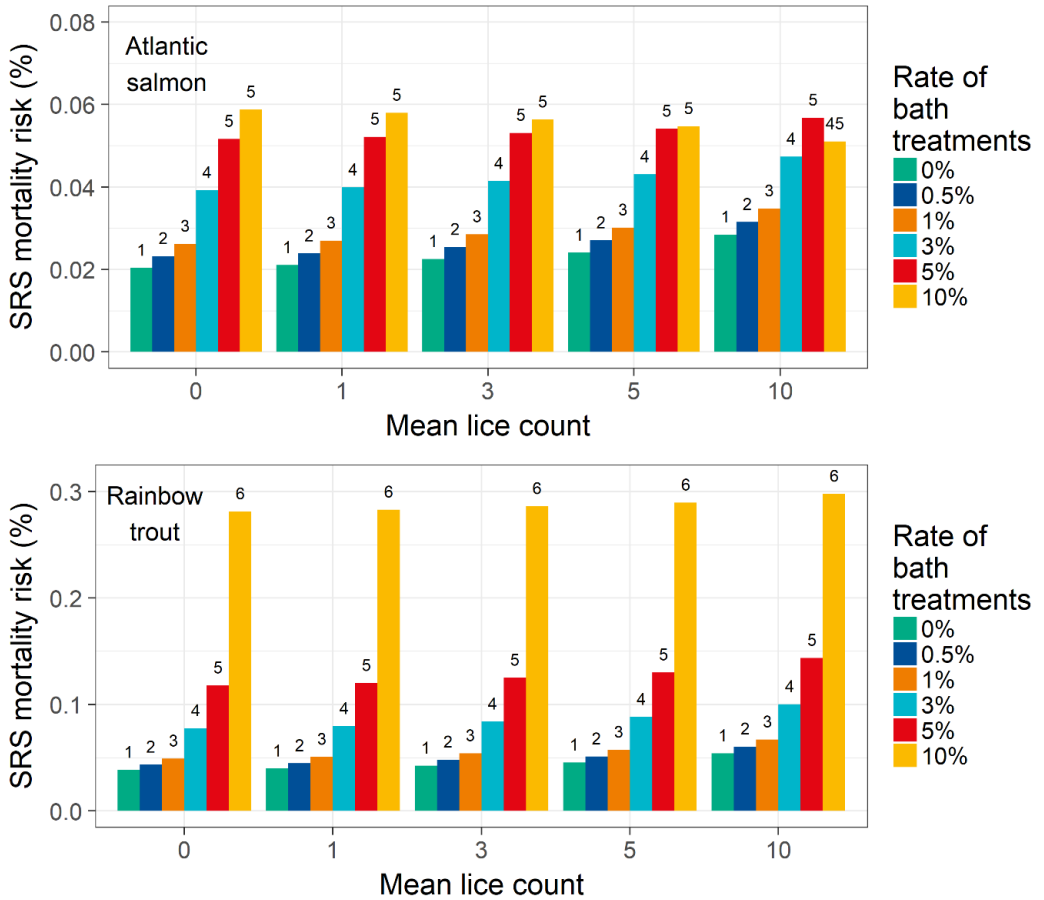 Atlantic
salmon
SRS mortality risk (%)
0.08
0.06
0.04
0.02
0.00
1 2 3 4 5 5
1 2 3 4 5 5
1 2 3 4 5 5
1 2 3 4 5 5
1 2 3 4 5 45
0 1 3 5 10
Mean lice count
Rate of
bath
treatments
0%
0.5%
1%
3%
5%
10%
Rainbow
trout
SRS mortality risk (%)
0.3
0.2
0.1
0.0
1 2 3 4 5 6
1 2 3 4 5 6
1 2 3 4 5 6
1 2 3 4 5 6
1 2 3 4 5 6
0 1 3 5 10
Mean lice count
Rate of
bath
treatments
0%
0.5%
1%
3%
5%
10%